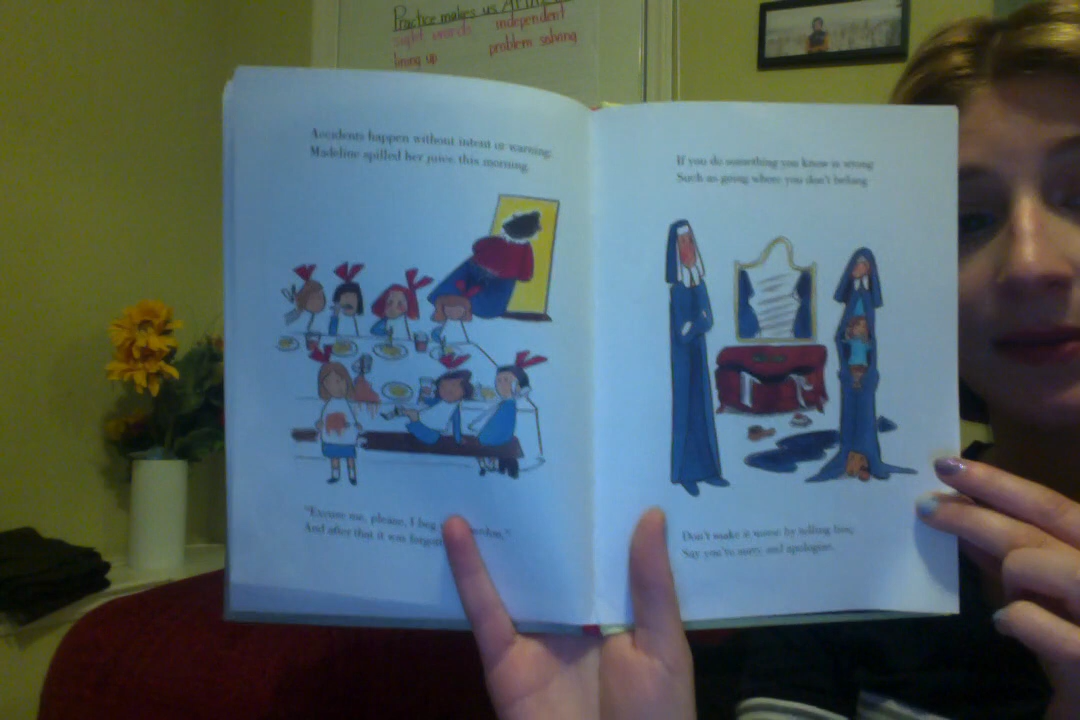 Practice makes us
sight words independent
lining up problem solving
Accidents happen without intent or warning;
Madeline spilled her juice this morning.
"Excuse me, please, I beg pardon."
And after that it was
If you do something you know is wrong
Such as going where you don't belong
Don't make it worse by telling lies;
Say you're sorry and apologize.